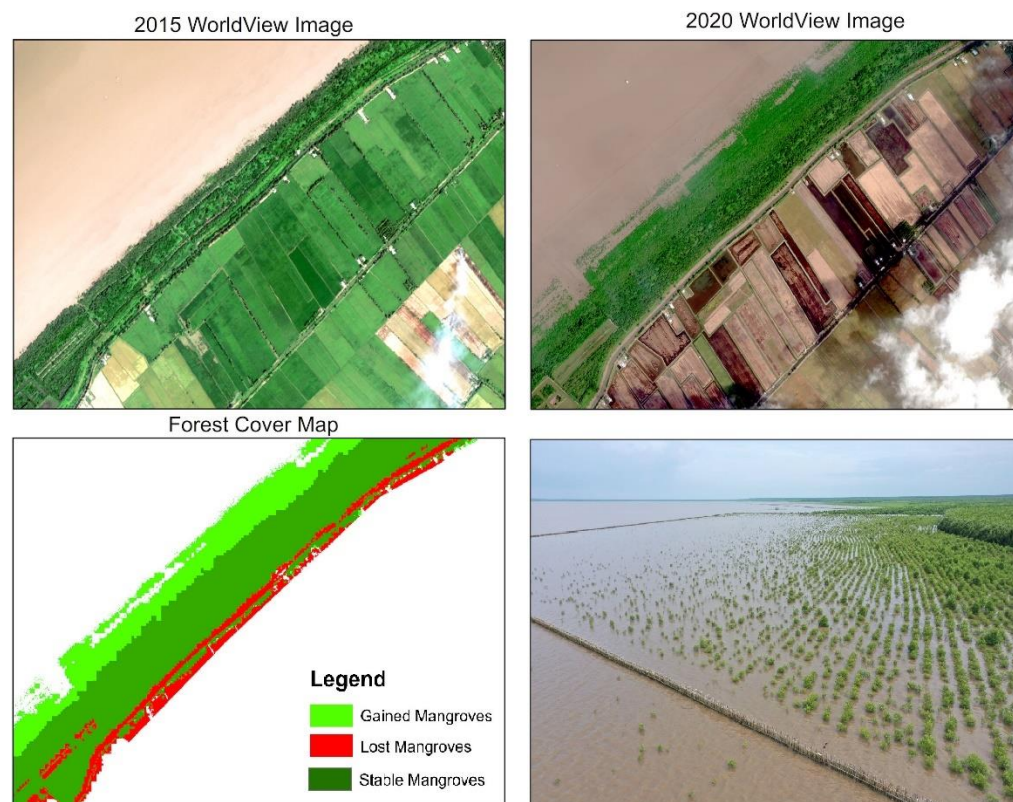 2015 WorldView Image
2020 WorldView Image
Forest Cover Map
Legend
Gained Mangroves
Lost Mangroves
Stable Mangroves